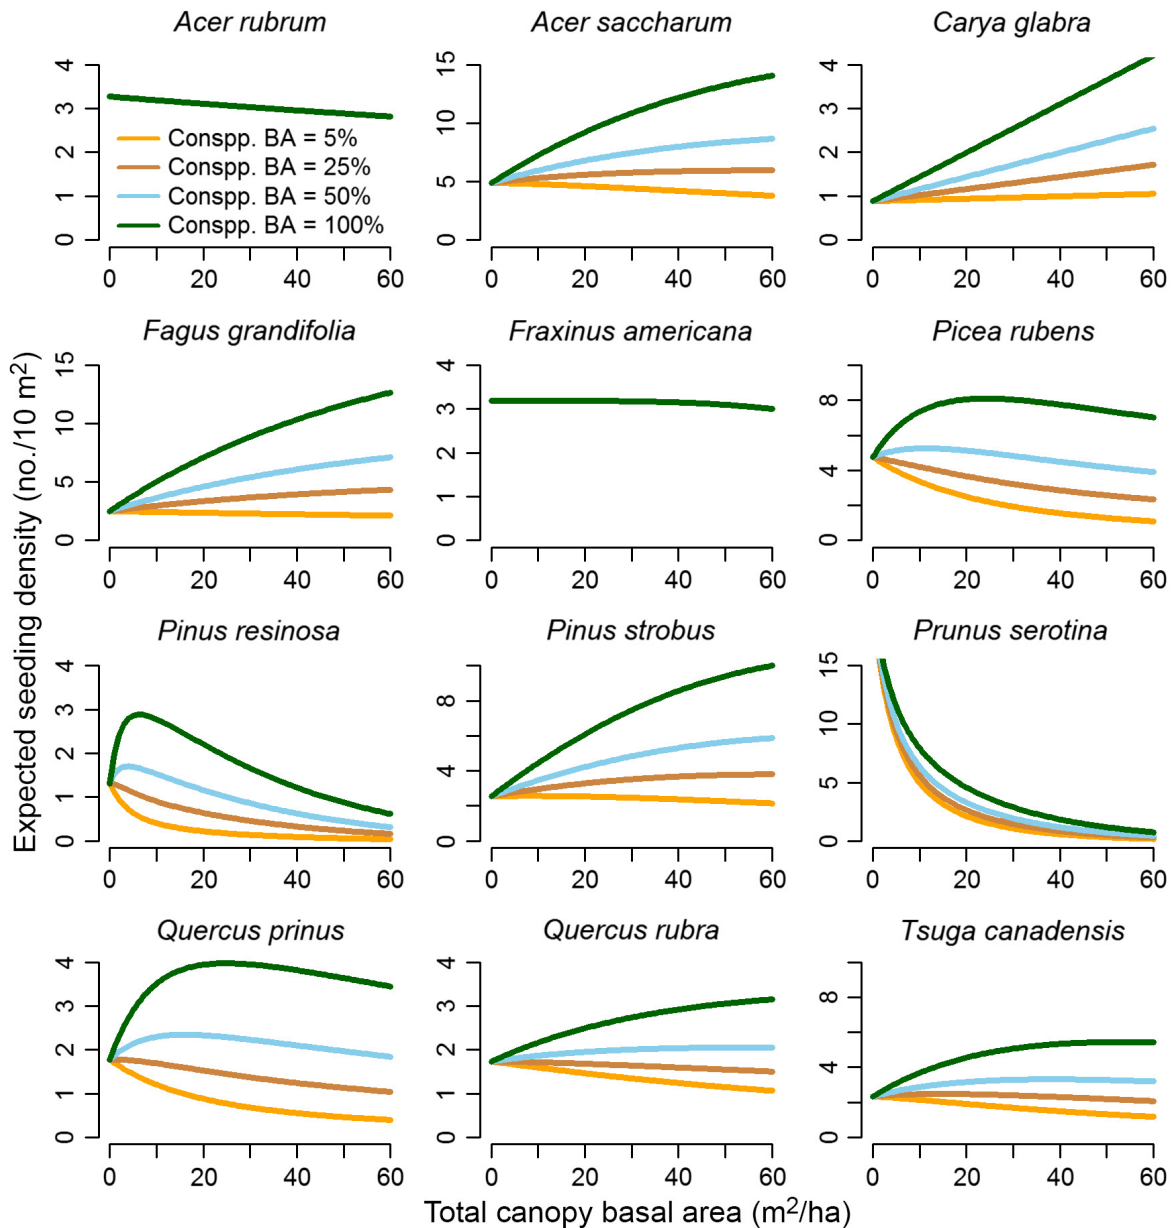 Acer rubrum
Acer saccharum
Carya glabra
4
3
2
1
0
Conspp. BA = 5%
Conspp. BA = 25%
Conspp. BA = 50%
Conspp. BA = 100%
0 20 40 60
15
10
5
0
0 20 40 60
4
3
2
1
0
0 20 40 60
Fagus grandifolia
Fraxinus americana
Picea rubens
15
10
5
0
0 20 40 60
4
3
2
1
0
0 20 40 60
8
4
0
0 20 40 60
Expected seeding density (no./10 m²)
Pinus resinosa
Pinus strobus
Prunus serotina
4
3
2
1
0
0 20 40 60
8
4
0
0 20 40 60
15
10
5
0
0 20 40 60
Quercus prinus
Quercus rubra
Tsuga canadensis
4
3
2
1
0
0 20 40 60
4
3
2
1
0
0 20 40 60
8
4
0
0 20 40 60
Total canopy basal area (m²/ha)